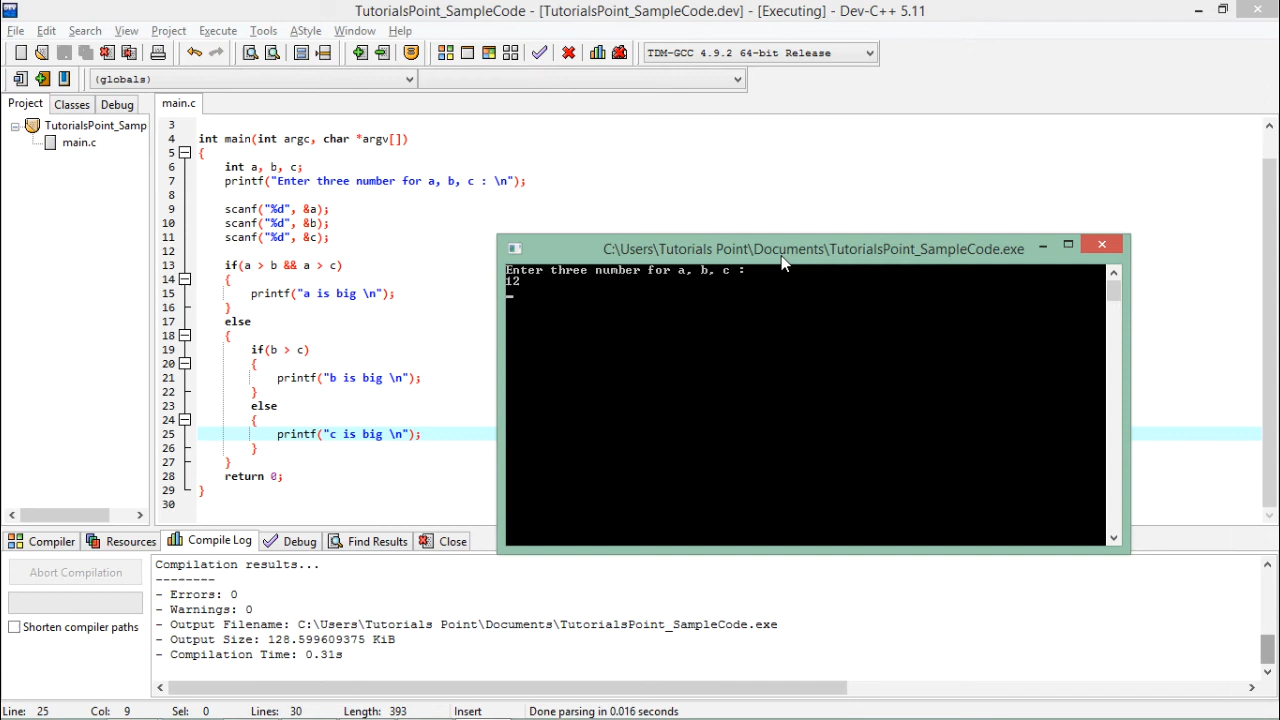 TutorialsPoint_SampleCode - [TutorialsPoint_SampleCode.dev] - [Executing] - Dev-C++ 5.11
File Edit Search View Project Execute Tools AStyle Window Help
TDM-GCC 4.9.2 64-bit Release
(globals)
Project Classes Debug
main.c
TutorialsPoint_Samp
main.c
3
4 int main(int argc, char *argv[])
5 {
6 int a, b, c;
7 printf("Enter three number for a, b, c : \n");
8
9 scanf("%d", &a);
10 scanf("%d", &b);
11 scanf("%d", &c);
12
13 if(a > b && a > c)
14 {
15 printf("a is big \n");
16 }
17 else
18 {
19 if(b > c)
20 {
21 printf("b is big \n");
22 }
23 else
24 {
25 printf("c is big \n");
26 }
27 }
28 return 0;
29 }
30
C:\Users\Tutorials Point\Documents\TutorialsPoint_SampleCode.exe
Enter three number for a, b, c :
12
Compiler Resources Compile Log Debug Find Results Close
Abort Compilation
Shorten compiler paths
Compilation results...
--------
- Errors: 0
- Warnings: 0
- Output Filename: C:\Users\Tutorials Point\Documents\TutorialsPoint_SampleCode.exe
- Output Size: 128.599609375 KiB
- Compilation Time: 0.31s
Line: 25 Col: 9 Sel: 0 Lines: 30 Length: 393 Insert Done parsing in 0.016 seconds